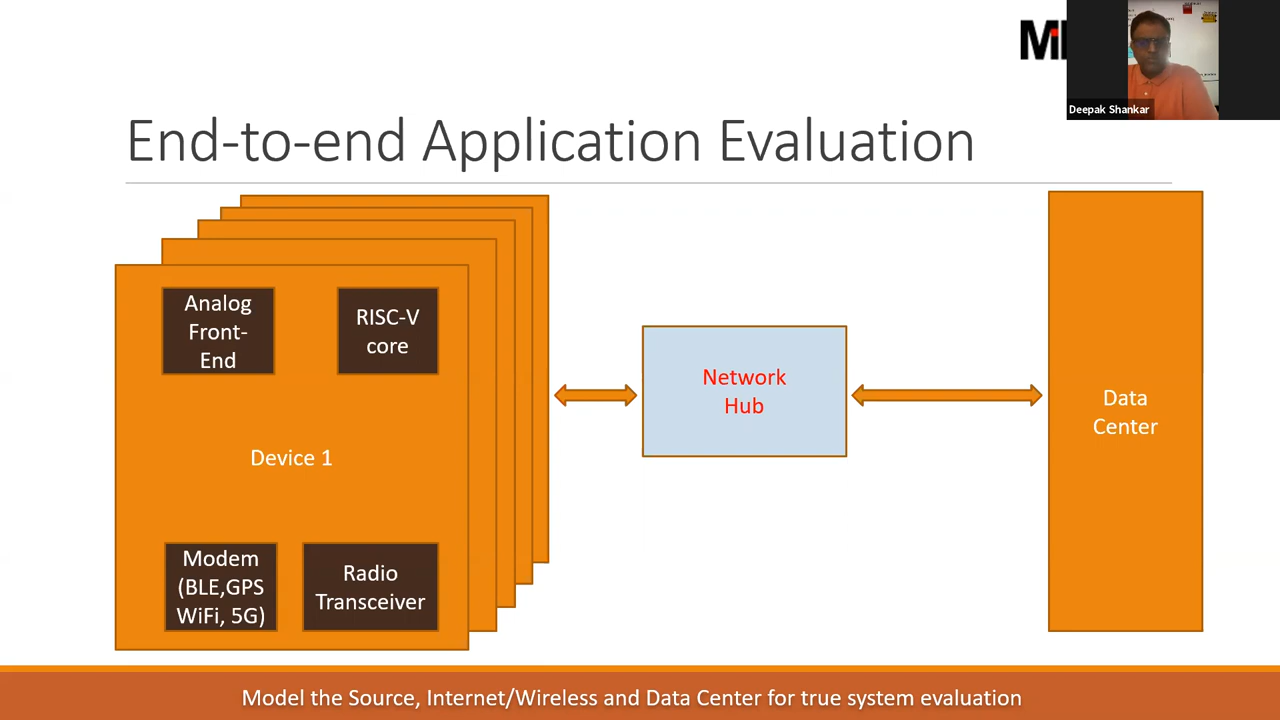 Deepak Shankar
End-to-end Application Evaluation
Analog
Front-
End
RISC-V
core
Device 1
Modem
(BLE,GPS
WiFi, 5G)
Radio
Transceiver
Network
Hub
Data
Center
Model the Source, Internet/Wireless and Data Center for true system evaluation